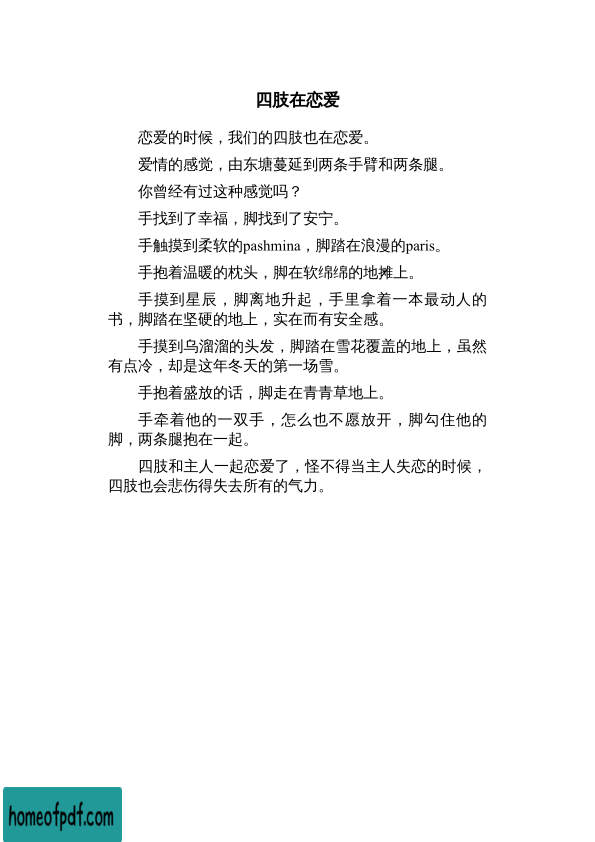 四肢在恋爱
恋爱的时候，我们的四肢也在恋爱。
爱情的感觉，由东塘蔓延到两条手臂和两条腿。
你曾经有过这种感觉吗？
手找到了幸福，脚找到了安宁。
手触摸到柔软的pashmina，脚踏在浪漫的paris。
手抱着温暖的枕头，脚在软绵绵的地摊上。
手摸到星辰，脚离地升起，手里拿着一本最动人的
书，脚踏在坚硬的地上，实在而有安全感。
手摸到乌溜溜的头发，脚踏在雪花覆盖的地上，虽然
有点冷，却是这年冬天的第一场雪。
手抱着盛放的话，脚走在青青草地上。
手牵着他的一双手，怎么也不愿放开，脚勾住他的
脚，两条腿抱在一起。
四肢和主人一起恋爱了，怪不得当主人失恋的时候，
四肢也会悲伤得失去所有的气力。
homeofpdf.com